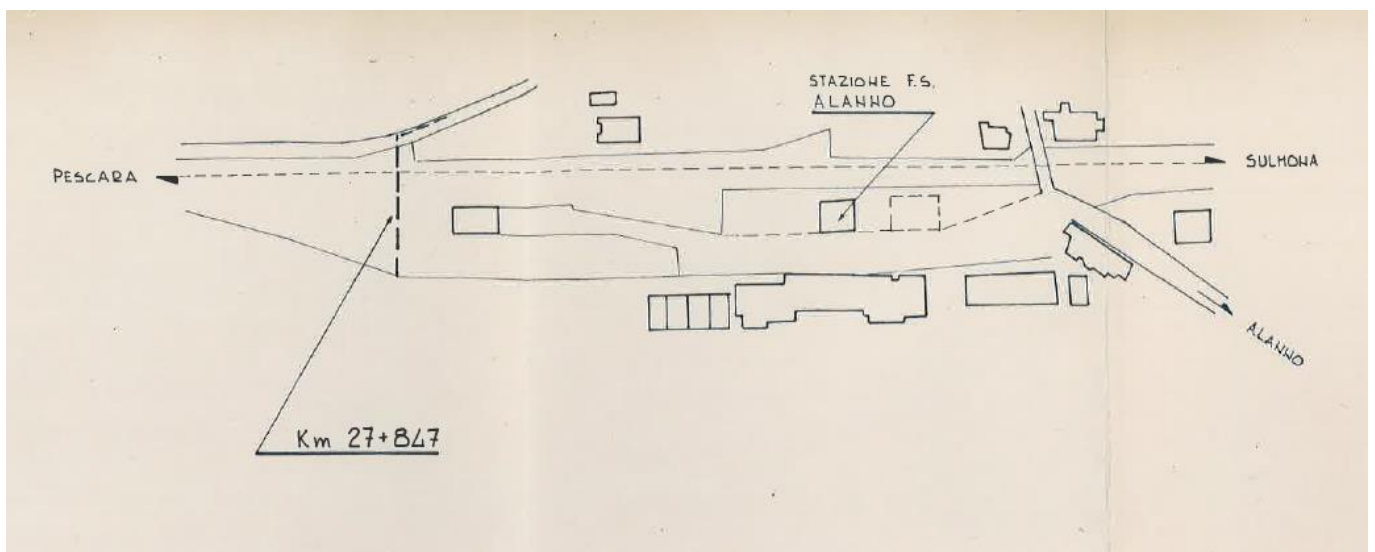 STAZIONE F.S.
ALANNO
PESCARA
SULMONA
ALANNO
Km 27+847